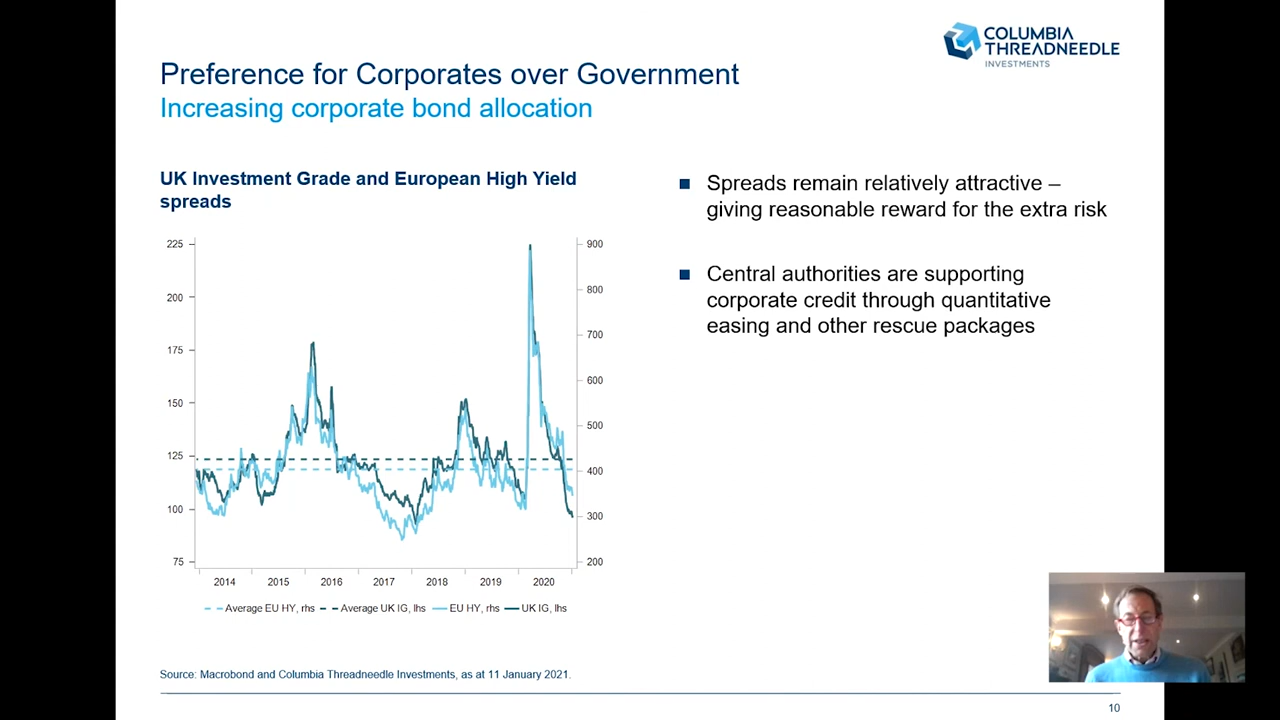 COLUMBIA
THREADNEEDLE
INVESTMENTS
Preference for Corporates over Government
Increasing corporate bond allocation
UK Investment Grade and European High Yield
spreads
225
200
175
150
125
100
75
900
800
700
600
500
400
300
200
2014 2015 2016 2017 2018 2019 2020
Average EU HY, rhs Average UK IG, lhs EU HY, rhs UK IG, lhs
Spreads remain relatively attractive –
giving reasonable reward for the extra risk
Central authorities are supporting
corporate credit through quantitative
easing and other rescue packages
Source: Macrobond and Columbia Threadneedle Investments, as at 11 January 2021.
10